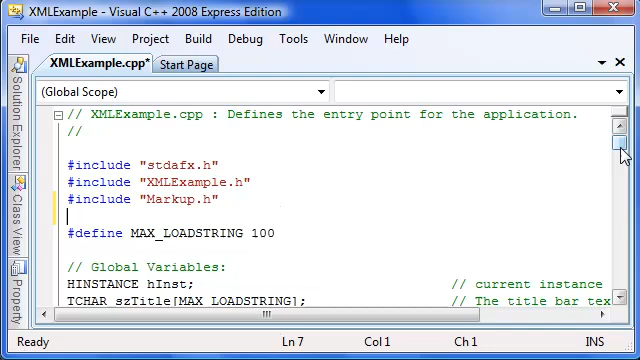 XMLExample - Visual C++ 2008 Express Edition
File Edit View Project Build Debug Tools Window Help
XMLExample.cpp* Start Page
(Global Scope)
Solution Explorer
Class View
Property
// XMLExample.cpp : Defines the entry point for the application.
//
#include "stdafx.h"
#include "XMLExample.h"
#include "Markup.h"
#define MAX_LOADSTRING 100
// Global Variables:
HINSTANCE hInst; // current instance
TCHAR szTitle[MAX_LOADSTRING]; // The title bar tex
Ready Ln 7 Col 1 Ch 1 INS